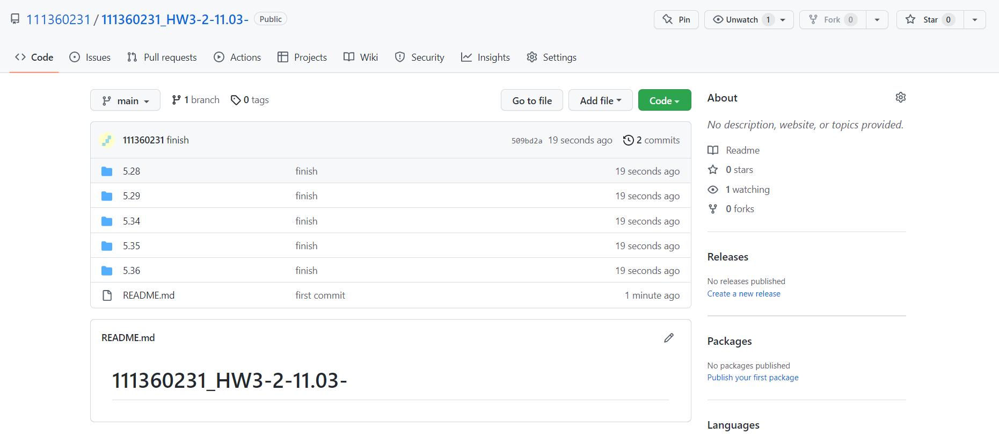 111360231 / 111360231_HW3-2-11.03- Public
Pin
Unwatch 1
Fork 0
Star 0
Code Issues Pull requests Actions Projects Wiki Security Insights Settings
main 1 branch 0 tags
Go to file Add file Code
111360231 finish 509bd2a 19 seconds ago 2 commits
5.28 finish 19 seconds ago
5.29 finish 19 seconds ago
5.34 finish 19 seconds ago
5.35 finish 19 seconds ago
5.36 finish 19 seconds ago
README.md first commit 1 minute ago
README.md
111360231_HW3-2-11.03-
About
No description, website, or topics provided.
Readme
0 stars
1 watching
0 forks
Releases
No releases published
Create a new release
Packages
No packages published
Publish your first package
Languages